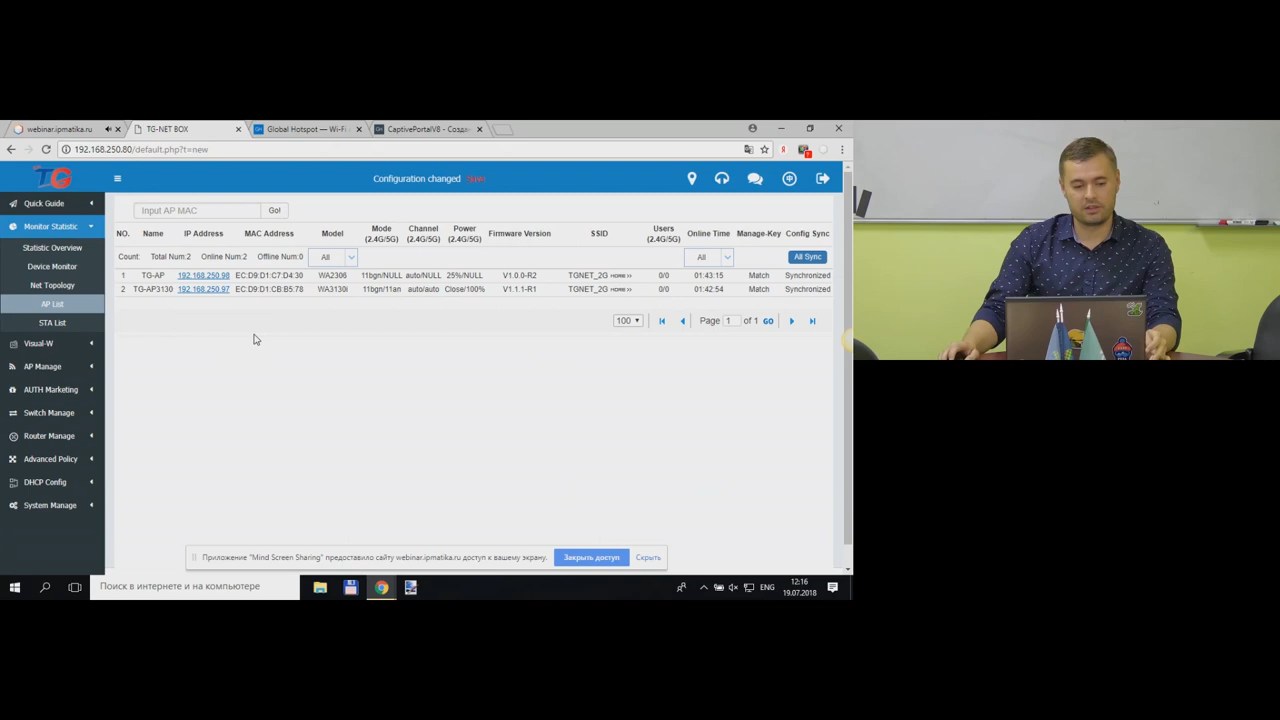 webinar.ipmatika.ru
TG-NET BOX
Global Hotspot — Wi-Fi
CaptivePortalV8 - Созда
192.168.250.80/default.php?t=new
TG
Configuration changed
Quick Guide
Monitor Statistic
Statistic Overview
Device Monitor
Net Topology
AP List
STA List
Visual-W
AP Manage
AUTH Marketing
Switch Manage
Router Manage
Advanced Policy
DHCP Config
System Manage
Input AP MAC Go!
NO. Name IP Address MAC Address Model Mode (2.4G/5G) Channel (2.4G/5G) Power (2.4G/5G) Firmware Version SSID Users (2.4G/5G) Online Time Manage-Key Config Sync
Count: Total Num:2 Online Num:2 Offline Num:0 All All All Sync
1 TG-AP 192.168.250.98 EC:D9:D1:C7:D4:30 WA2306 11bgn/NULL auto/NULL 25%/NULL V1.0.0-R2 TGNET_2G HOME >> 0/0 01:43:15 Match Synchronized
2 TG-AP3130 192.168.250.97 EC:D9:D1:CB:B5:78 WA3130i 11bgn/11an auto/auto Close/100% V1.1.1-R1 TGNET_2G HOME >> 0/0 01:42:54 Match Synchronized
100 Page 1 of 1 GO
Приложение "Mind Screen Sharing" предоставило сайту webinar.ipmatika.ru доступ к вашему экрану. Закрыть доступ Скрыть
Поиск в интернете и на компьютере
ENG
12:16
19.07.2018